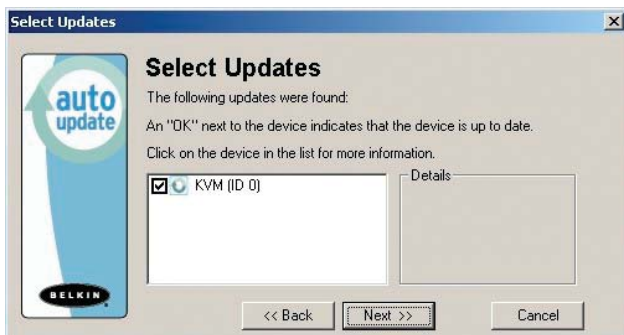 Select Updates
auto
update
BELKIN
Select Updates
The following updates were found:
An "OK" next to the device indicates that the device is up to date.
Click on the device in the list for more information.
KVM (ID 0)
Details
<< Back
Next >>
Cancel